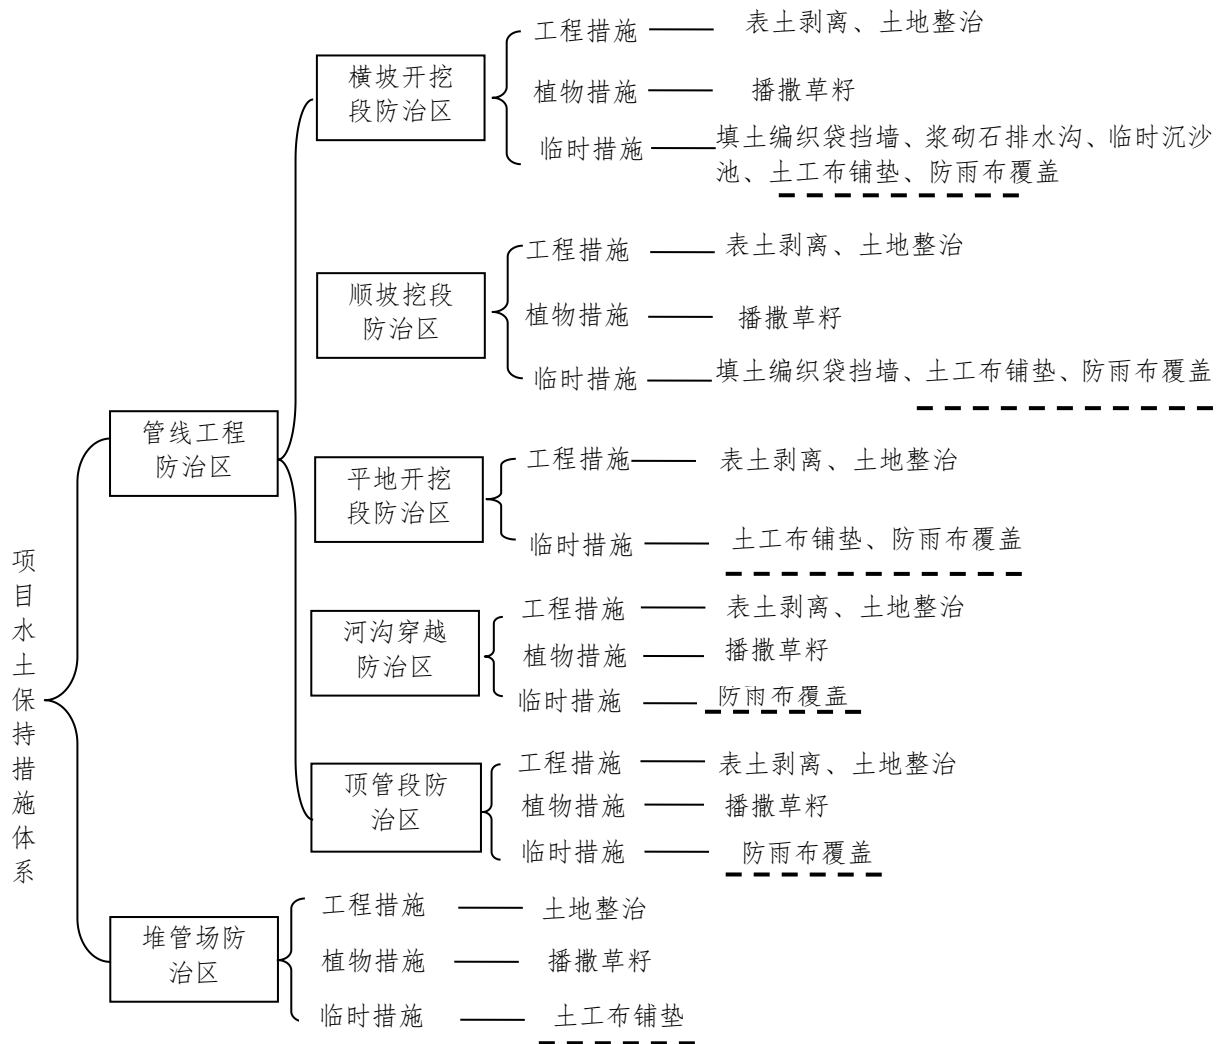 项目水土保持措施体系
管线工程
防治区
横坡开挖
段防治区
工程措施 表土剥离、土地整治
植物措施 播撒草籽
临时措施 填土编织袋挡墙、浆砌石排水沟、临时沉沙
池、土工布铺垫、防雨布覆盖
顺坡挖段
防治区
工程措施 表土剥离、土地整治
植物措施 播撒草籽
临时措施 填土编织袋挡墙、土工布铺垫、防雨布覆盖
平地开挖
段防治区
工程措施 表土剥离、土地整治
临时措施 土工布铺垫、防雨布覆盖
河沟穿越
防治区
工程措施 表土剥离、土地整治
植物措施 播撒草籽
临时措施 防雨布覆盖
顶管段防
治区
工程措施 表土剥离、土地整治
植物措施 播撒草籽
临时措施 防雨布覆盖
堆管场防
治区
工程措施 土地整治
植物措施 播撒草籽
临时措施 土工布铺垫